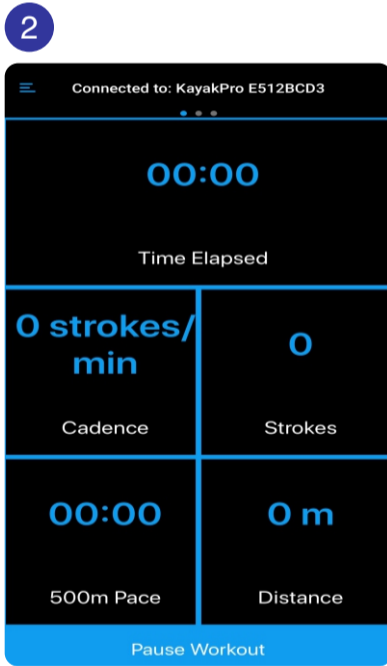 2
Connected to: KayakPro E512BCD3
00:00
Time Elapsed
0 strokes/
min
Cadence
0
Strokes
00:00
500m Pace
0 m
Distance
Pause Workout